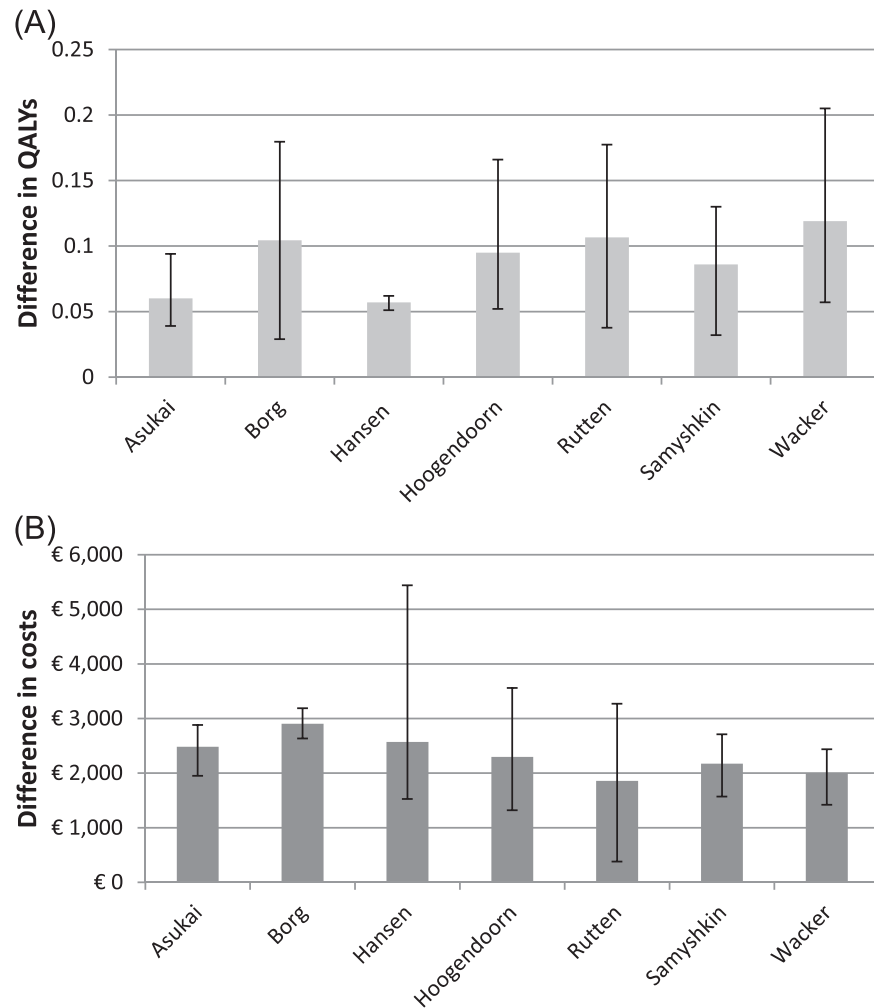 (A)
Difference in QALYs
0.25
0.2
0.15
0.1
0.05
0
Asukai
Borg
Hansen
Hoogendoorn
Rutten
Samyshkin
Wacker
(B)
Difference in costs
€ 6,000
€ 5,000
€ 4,000
€ 3,000
€ 2,000
€ 1,000
€ 0
Asukai
Borg
Hansen
Hoogendoorn
Rutten
Samyshkin
Wacker